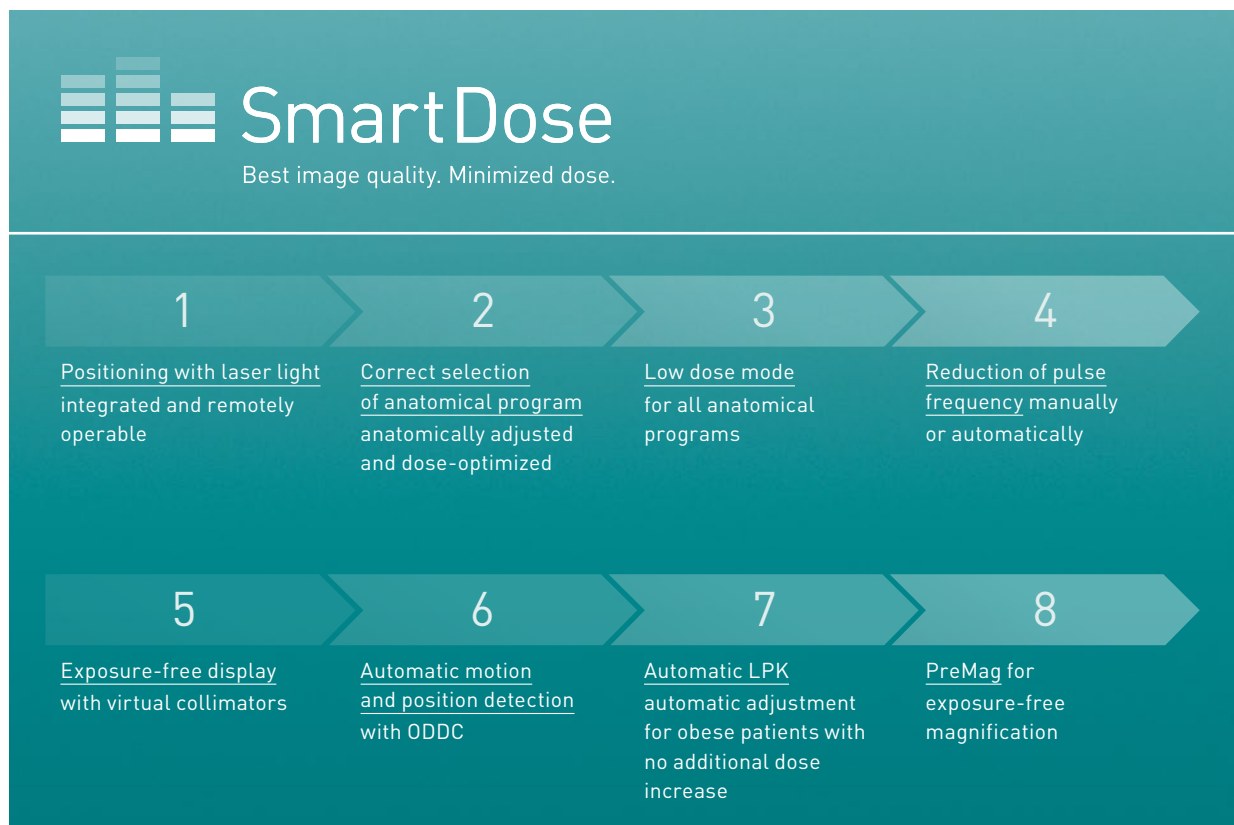 SmartDose
Best image quality. Minimized dose.
1
2
3
4
Positioning with laser light
integrated and remotely
operable
Correct selection
of anatomical program
anatomically adjusted
and dose-optimized
Low dose mode
for all anatomical
programs
Reduction of pulse
frequency manually
or automatically
5
6
7
8
Exposure-free display
with virtual collimators
Automatic motion
and position detection
with ODDC
Automatic LPK
automatic adjustment
for obese patients with
no additional dose
increase
PreMag for
exposure-free
magnification